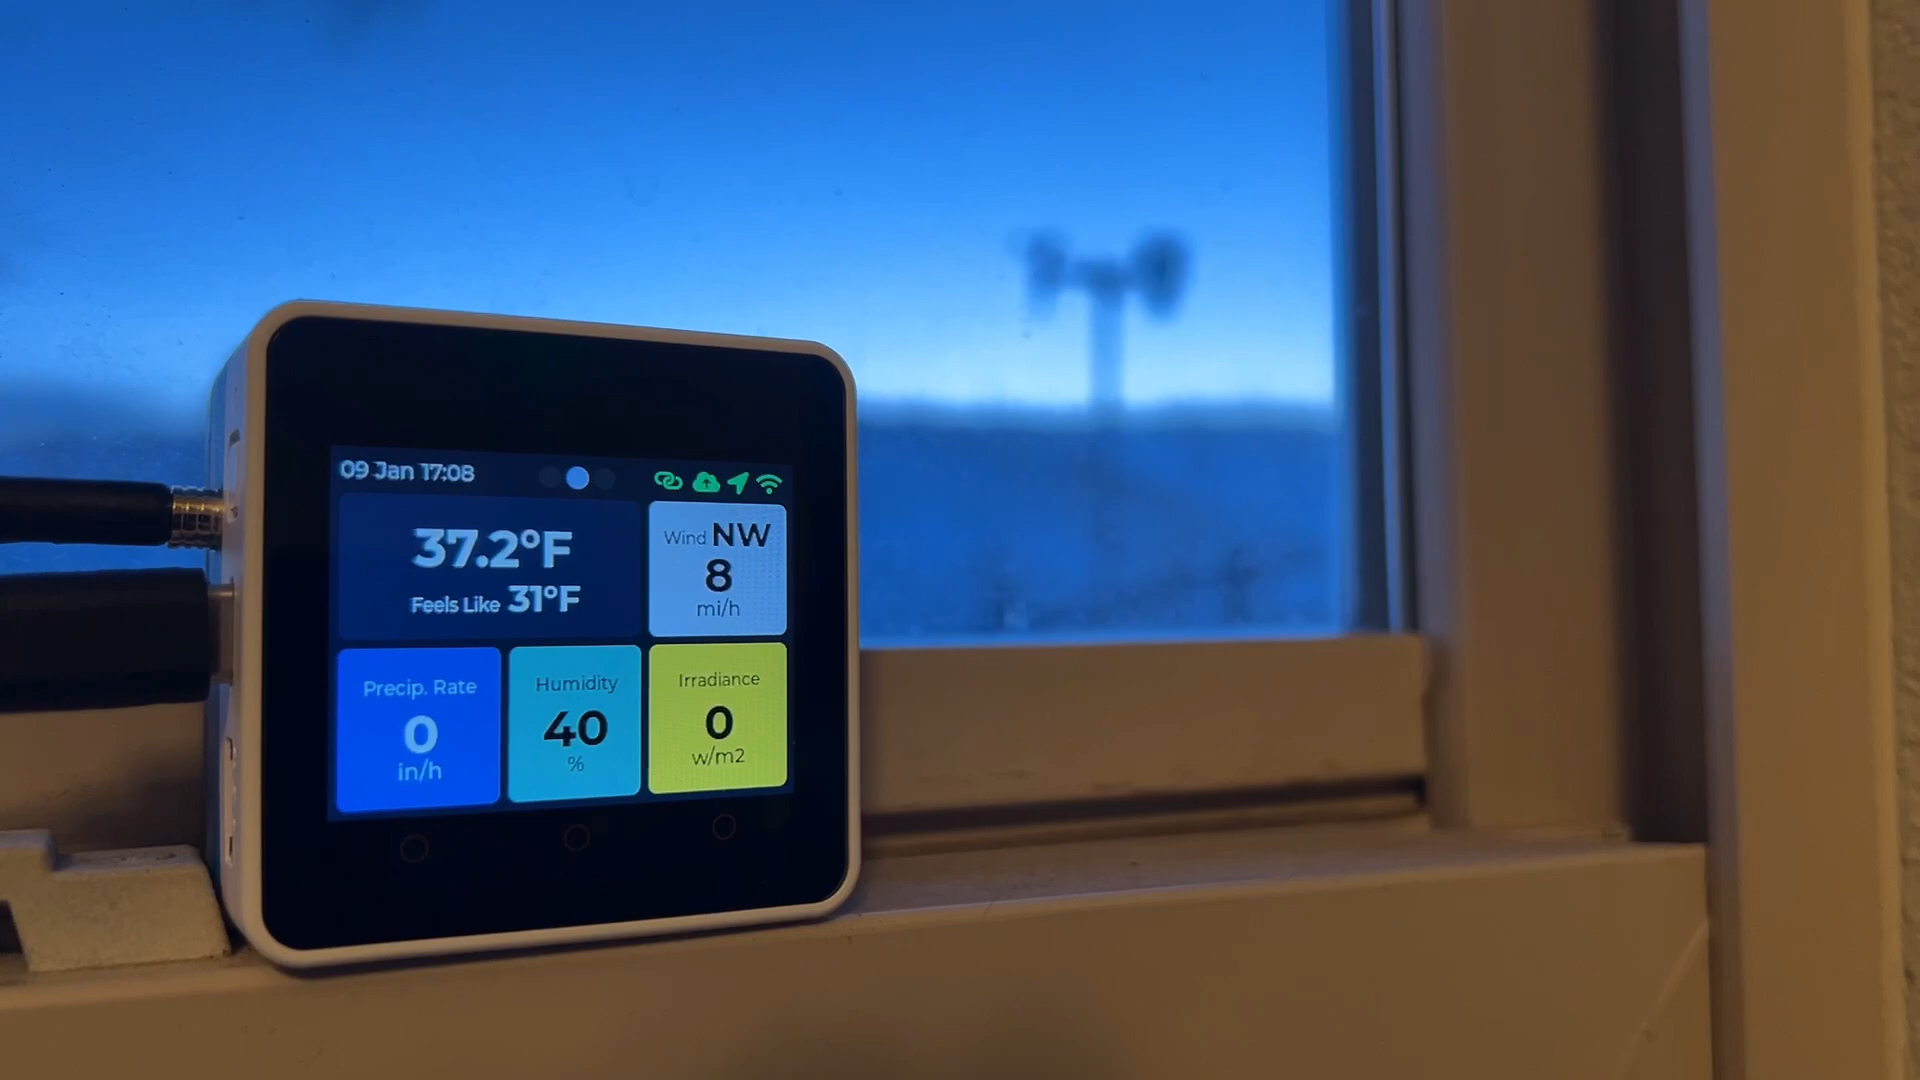 09 Jan 17:08
37.2°F
Feels Like 31°F
Wind NW
8
mi/h
Precip. Rate
0
in/h
Humidity
40
%
Irradiance
0
w/m2